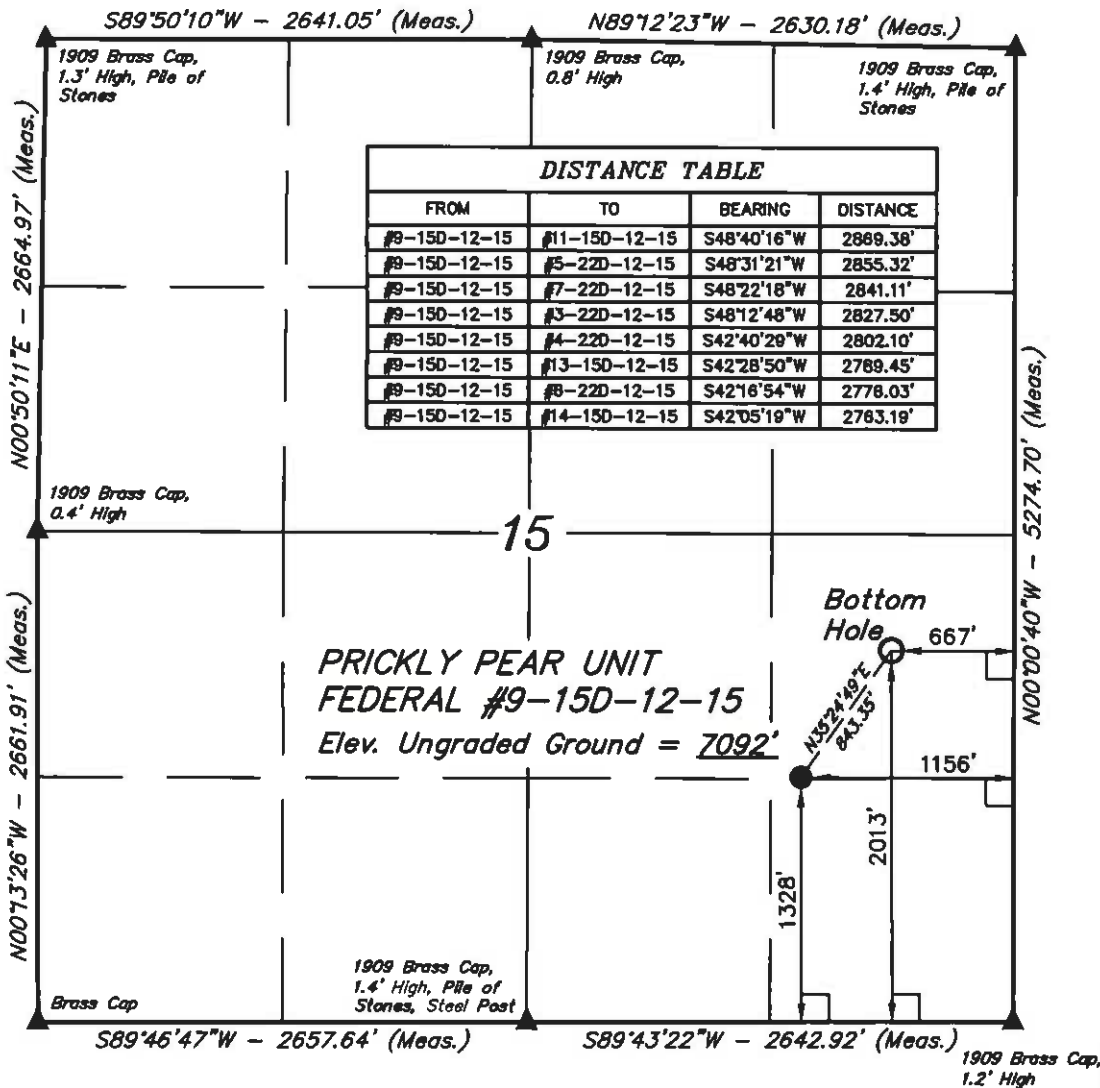 S89°50'10"W - 2641.05' (Meas.)
N89°12'23"W - 2630.18' (Meas.)
1909 Brass Cap,
1.3' High, Pile of
Stones
1909 Brass Cap,
0.8' High
1909 Brass Cap,
1.4' High, Pile of
Stones
N00°50'11"E - 2664.97' (Meas.)
DISTANCE TABLE
FROM TO BEARING DISTANCE
#9-15D-12-15 #11-15D-12-15 S48°40'16"W 2869.38'
#9-15D-12-15 #5-22D-12-15 S48°31'21"W 2855.32'
#9-15D-12-15 #7-22D-12-15 S48°22'18"W 2841.11'
#9-15D-12-15 #3-22D-12-15 S48°12'48"W 2827.50'
#9-15D-12-15 #4-22D-12-15 S42°40'29"W 2802.10'
#9-15D-12-15 #13-15D-12-15 S42°28'50"W 2789.45'
#9-15D-12-15 S42°16'54"W 2776.03'
#9-15D-12-15 #14-15D-12-15 S42°05'19"W 2763.19'
1909 Brass Cap,
0.4' High
15
N00°00'40"W - 5274.70' (Meas.)
Bottom
Hole
667'
PRICKLY PEAR UNIT
FEDERAL #9-15D-12-15
Elev. Ungraded Ground = 7092'
N35°24'49"E
843.35'
1156'
2013'
1328'
N00°13'26"W - 2661.91' (Meas.)
1909 Brass Cap,
1.4' High, Pile of
Stones, Steel Post
Brass Cap
S89°46'47"W - 2657.64' (Meas.)
S89°43'22"W - 2642.92' (Meas.)
1909 Brass Cap,
1.2' High